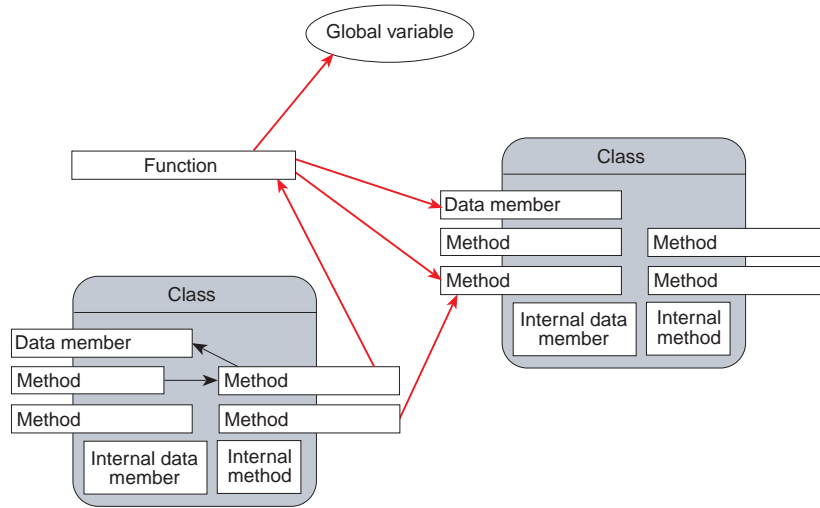 Global variable
Function
Class
Data member
Method
Method
Method
Method
Internal data
member
Internal
method
Class
Data member
Method
Method
Method
Method
Internal data
member
Internal
method